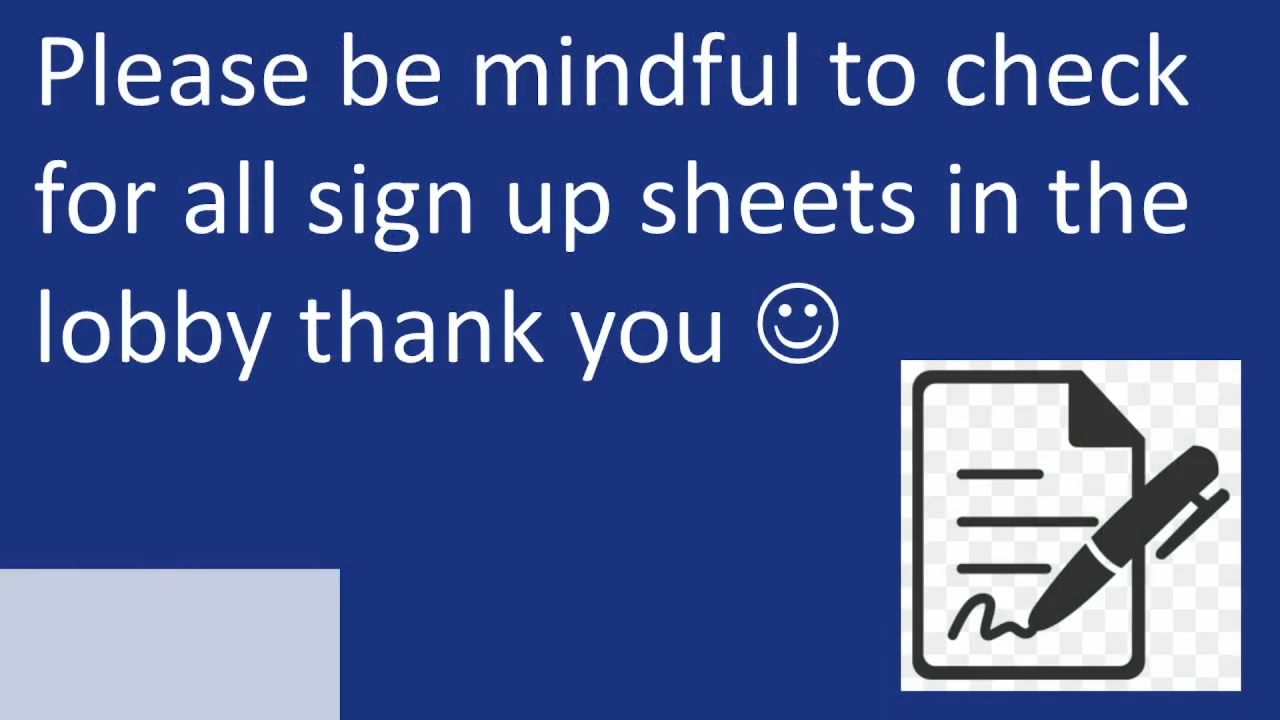 Please be mindful to check
for all sign up sheets in the
lobby thank you ☺